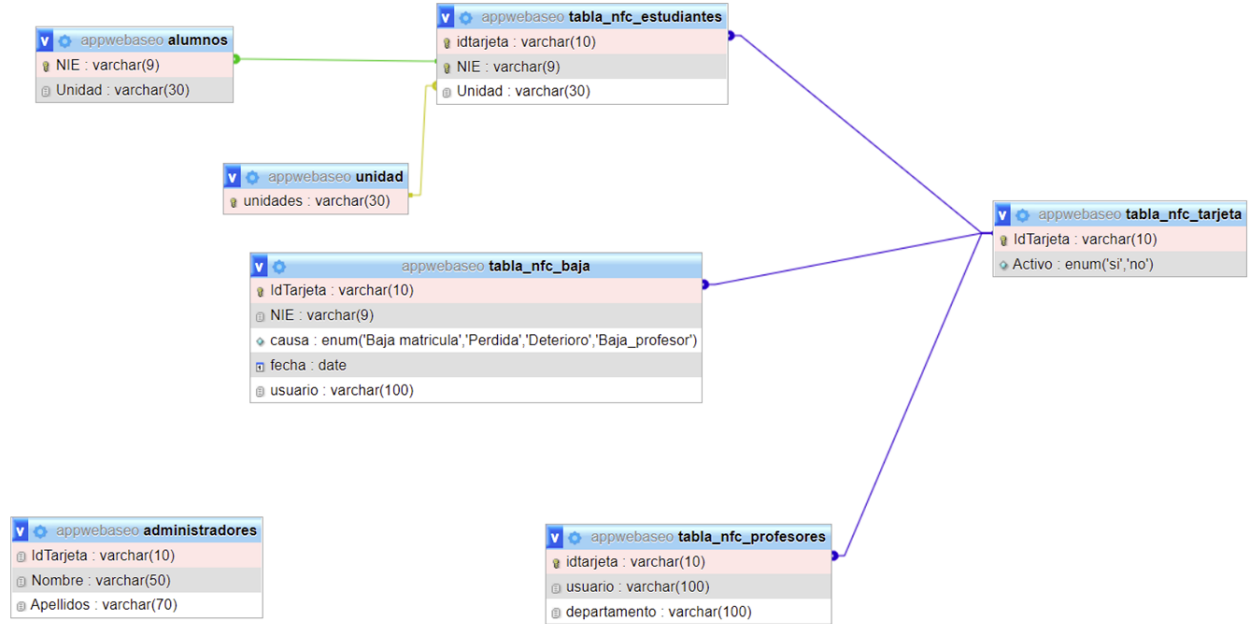 appwebaseo alumnos
NIE : varchar(9)
Unidad : varchar(30)
appwebaseo tabla_nfc_estudiantes
idtarjeta : varchar(10)
NIE : varchar(9)
Unidad : varchar(30)
appwebaseo unidad
unidades : varchar(30)
appwebaseo tabla_nfc_tarjeta
IdTarjeta : varchar(10)
Activo : enum('si','no')
appwebaseo tabla_nfc_baja
IdTarjeta : varchar(10)
NIE : varchar(9)
causa : enum('Baja matricula','Perdida','Deterioro','Baja_profesor')
fecha : date
usuario : varchar(100)
appwebaseo administradores
IdTarjeta : varchar(10)
Nombre : varchar(50)
Apellidos : varchar(70)
appwebaseo tabla_nfc_profesores
idtarjeta : varchar(10)
usuario : varchar(100)
departamento : varchar(100)